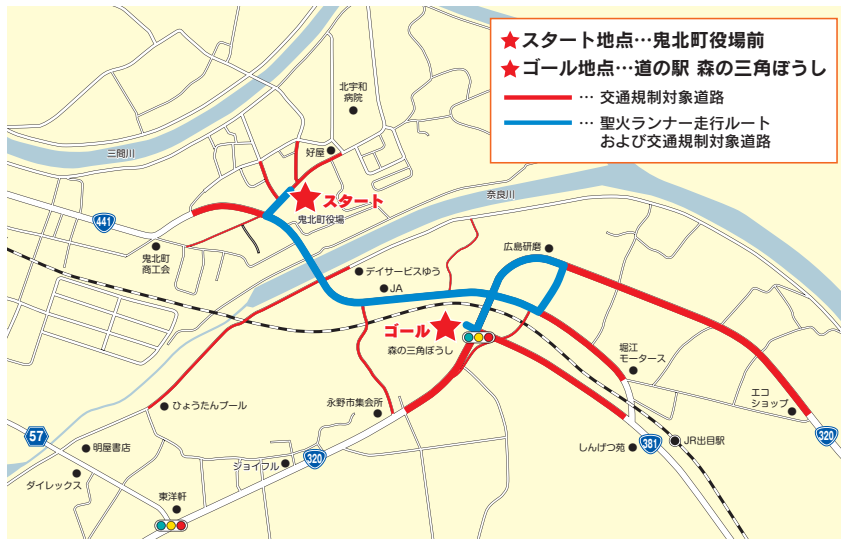 ★スタート地点…鬼北町役場前
★ゴール地点…道の駅 森の三角ぼうし
… 交通規制対象道路
… 聖火ランナー走行ルート
および交通規制対象道路
北宇和
病院
三間川
好屋
スタート
鬼北町役場
奈良川
441
鬼北町
商工会
広島研磨
デイサービスゆう
JA
ゴール
森の三角ぼうし
堀江
モータース
エコ
ショップ
ひょうたんプール
永野市集会所
320
57
明屋書店
しんげつ苑
381
JR出目駅
ジョイフル
320
ダイレックス
東洋軒